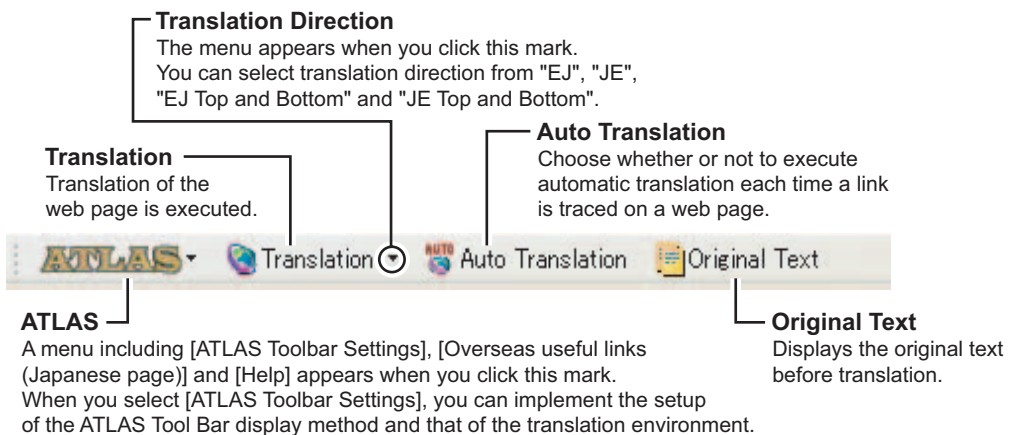 Translation Direction
The menu appears when you click this mark.
You can select translation direction from "EJ", "JE",
"EJ Top and Bottom" and "JE Top and Bottom".
Auto Translation
Choose whether or not to execute
automatic translation each time a link
is traced on a web page.
Translation
Translation of the
web page is executed.
ATLAS Translation AUTO Auto Translation Original Text
ATLAS
A menu including [ATLAS Toolbar Settings], [Overseas useful links
(Japanese page)] and [Help] appears when you click this mark.
When you select [ATLAS Toolbar Settings], you can implement the setup
of the ATLAS Tool Bar display method and that of the translation environment.
Original Text
Displays the original text
before translation.